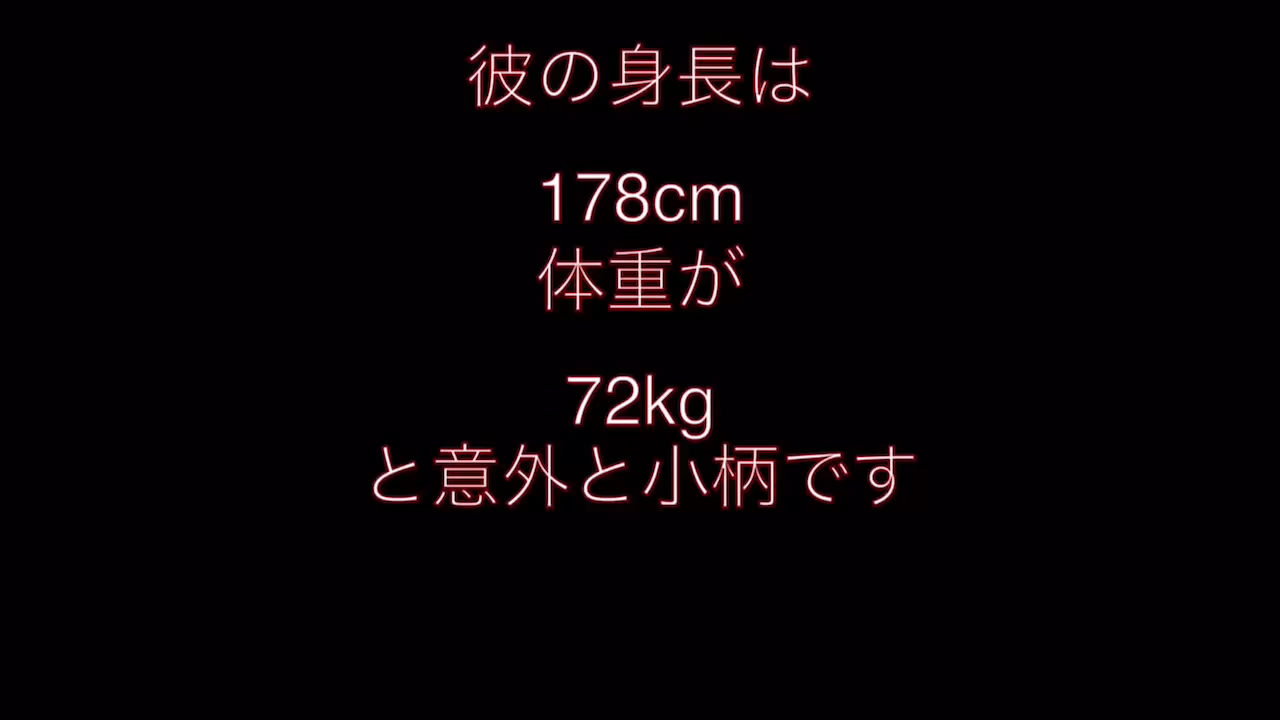 彼の身長は
178cm
体重が
72kg
と意外と小柄です